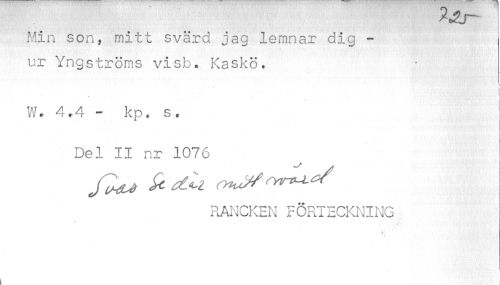 725
Min son, mitt svärd jag lemnar dig -
ur Yngströms visb. Kaskö.
W. 4.4 - kp. s.
Del II nr 1076
Svar Se där mitt svärd
RANCKEN FÖRTECKNING